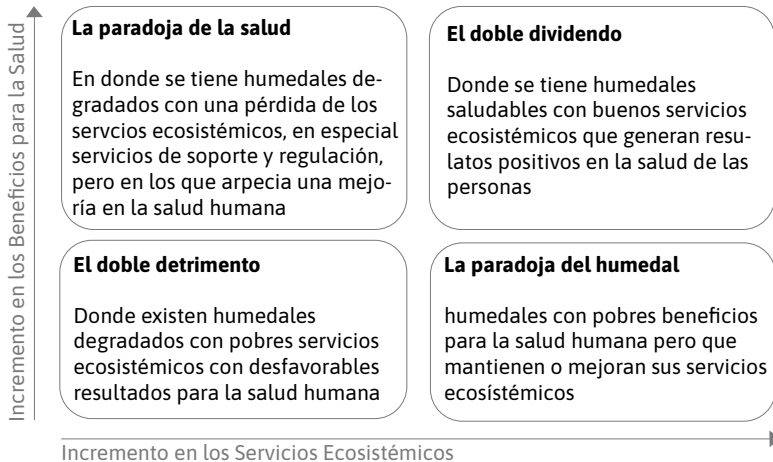 Incremento en los Beneficios para la Salud
La paradoja de la salud
En donde se tiene humedales de-
gradados con una pérdida de los
servcios ecosistémicos, en especial
servicios de soporte y regulación,
pero en los que arpecia una mejo-
ría en la salud humana
El doble dividendo
Donde se tiene humedales
saludables con buenos servicios
ecosistémicos que generan resu-
latos positivos en la salud de las
personas
El doble detrimento
Donde existen humedales
degradados con pobres servicios
ecosistémicos con desfavorables
resultados para la salud humana
La paradoja del humedal
humedales con pobres beneficios
para la salud humana pero que
mantienen o mejoran sus servicios
ecosístémicos
Incremento en los Servicios Ecosistémicos